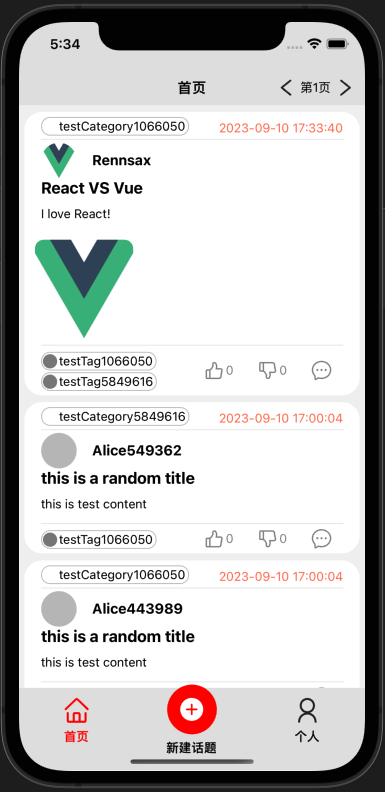 5:34
首页
第1页
testCategory1066050
2023-09-10 17:33:40
Rennsax
React VS Vue
I love React!
testTag1066050
0
0
testTag5849616
testCategory5849616
2023-09-10 17:00:04
Alice549362
this is a random title
this is test content
testTag1066050
0
0
testCategory1066050
2023-09-10 17:00:04
Alice443989
this is a random title
this is test content
首页
新建话题
个人